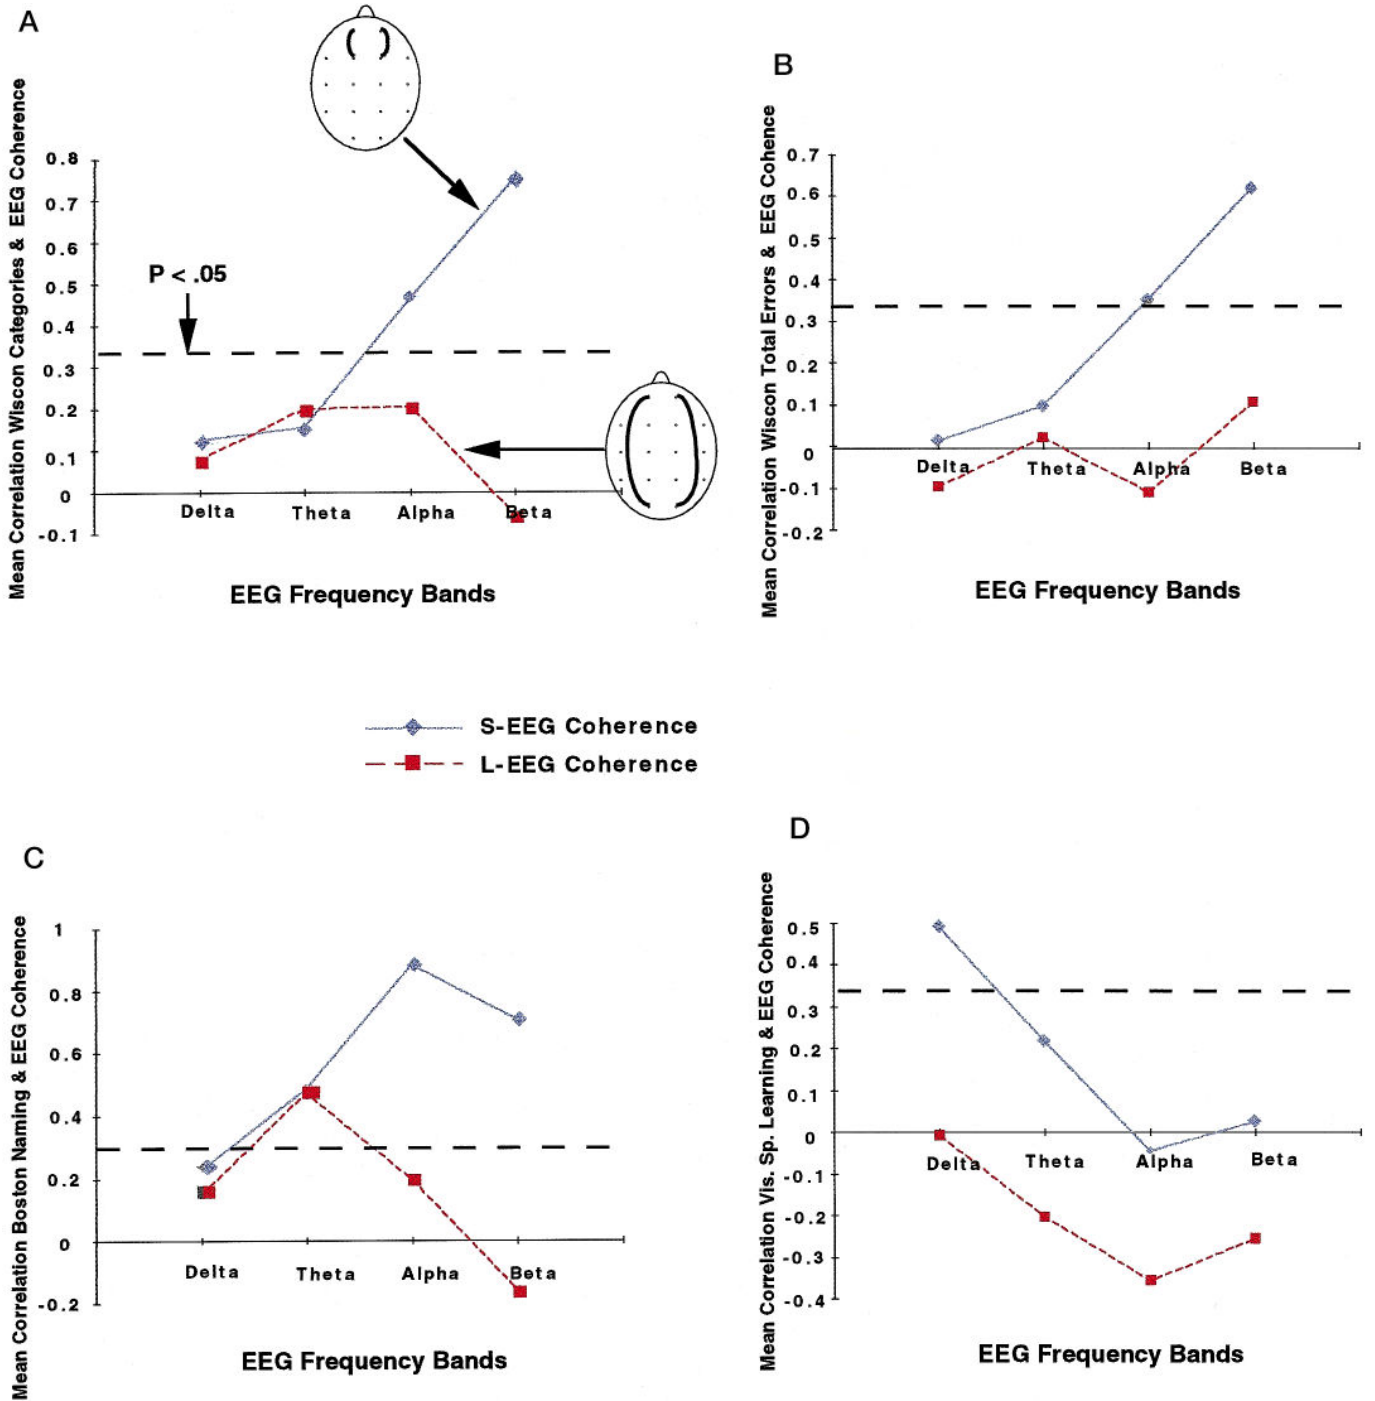 A
Mean Correlation Wiscon Categories & EEG Coherence
0.8
0.7
0.6
0.5
0.4
0.3
0.2
0.1
0
-0.1
P < .05
Delta Theta Alpha Beta
EEG Frequency Bands
B
Mean Correlation Wiscon Total Errors & EEG Cohence
0.7
0.6
0.5
0.4
0.3
0.2
0.1
0
-0.1
-0.2
Delta Theta Alpha Beta
EEG Frequency Bands
S-EEG Coherence
L-EEG Coherence
C
Mean Correlation Boston Naming & EEG Coherence
1
0.8
0.6
0.4
0.2
0
-0.2
Delta Theta Alpha Beta
EEG Frequency Bands
D
Mean Correlation Vis. Sp. Learning & EEG Coherence
0.5
0.4
0.3
0.2
0.1
0
-0.1
-0.2
-0.3
-0.4
Delta Theta Alpha Beta
EEG Frequency Bands